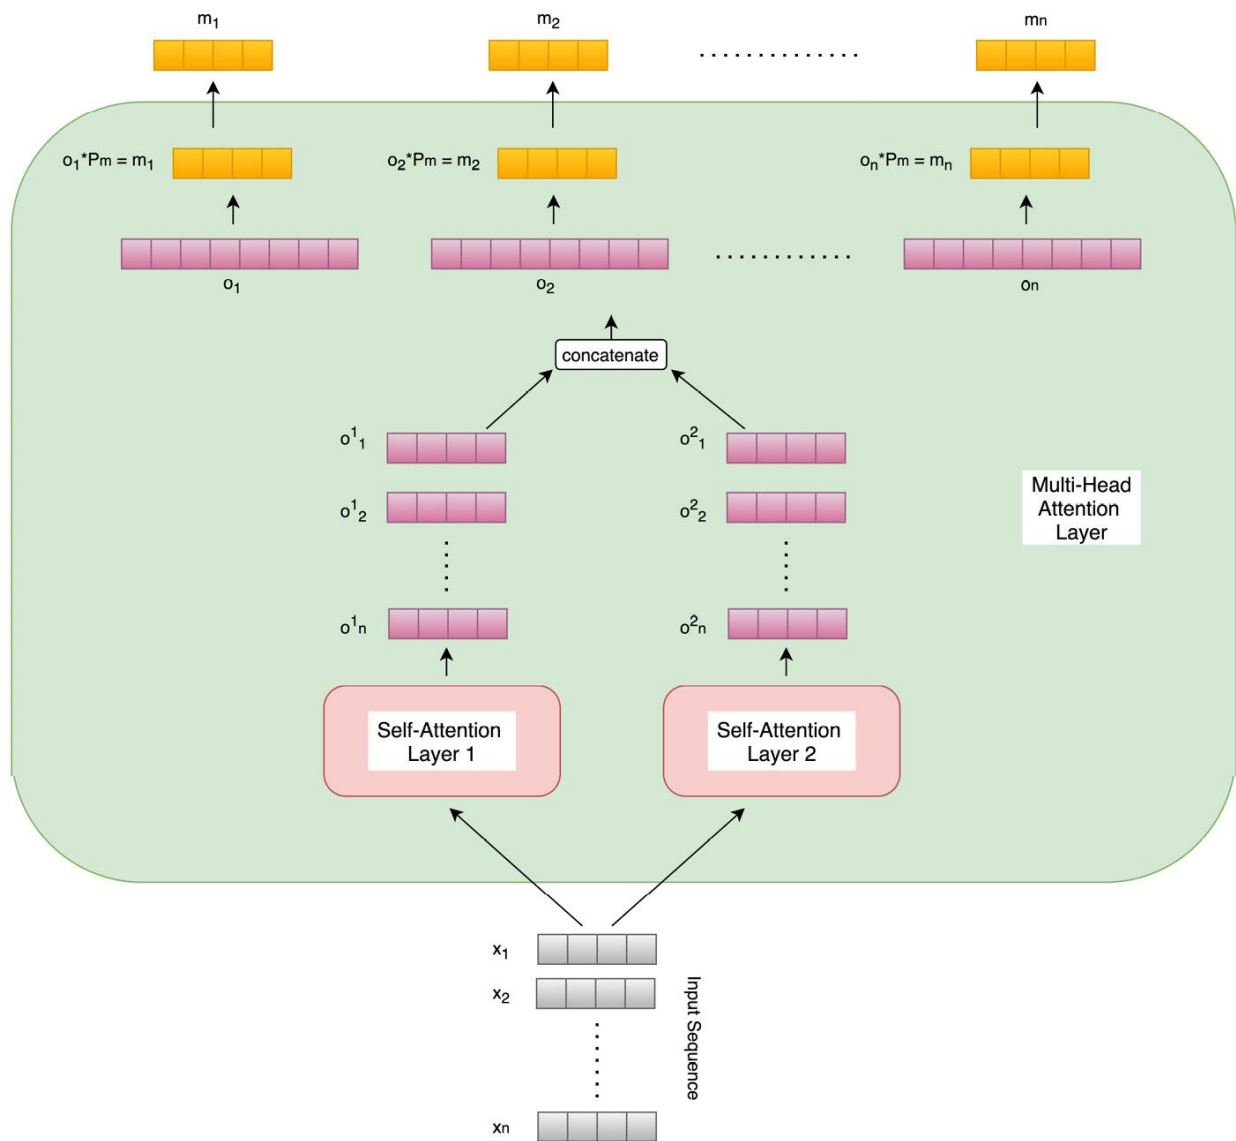 m₁ m₂ mn
o₁*Pm = m₁ o₂*Pm = m₂ oₙ*Pm = mₙ
o₁ o₂ on
concatenate
o¹₁ o²₁
o¹₂ o²₂
Multi-Head
Attention
Layer
o¹n o²n
Self-Attention
Layer 1
Self-Attention
Layer 2
x₁
x₂
xn
Input Sequence